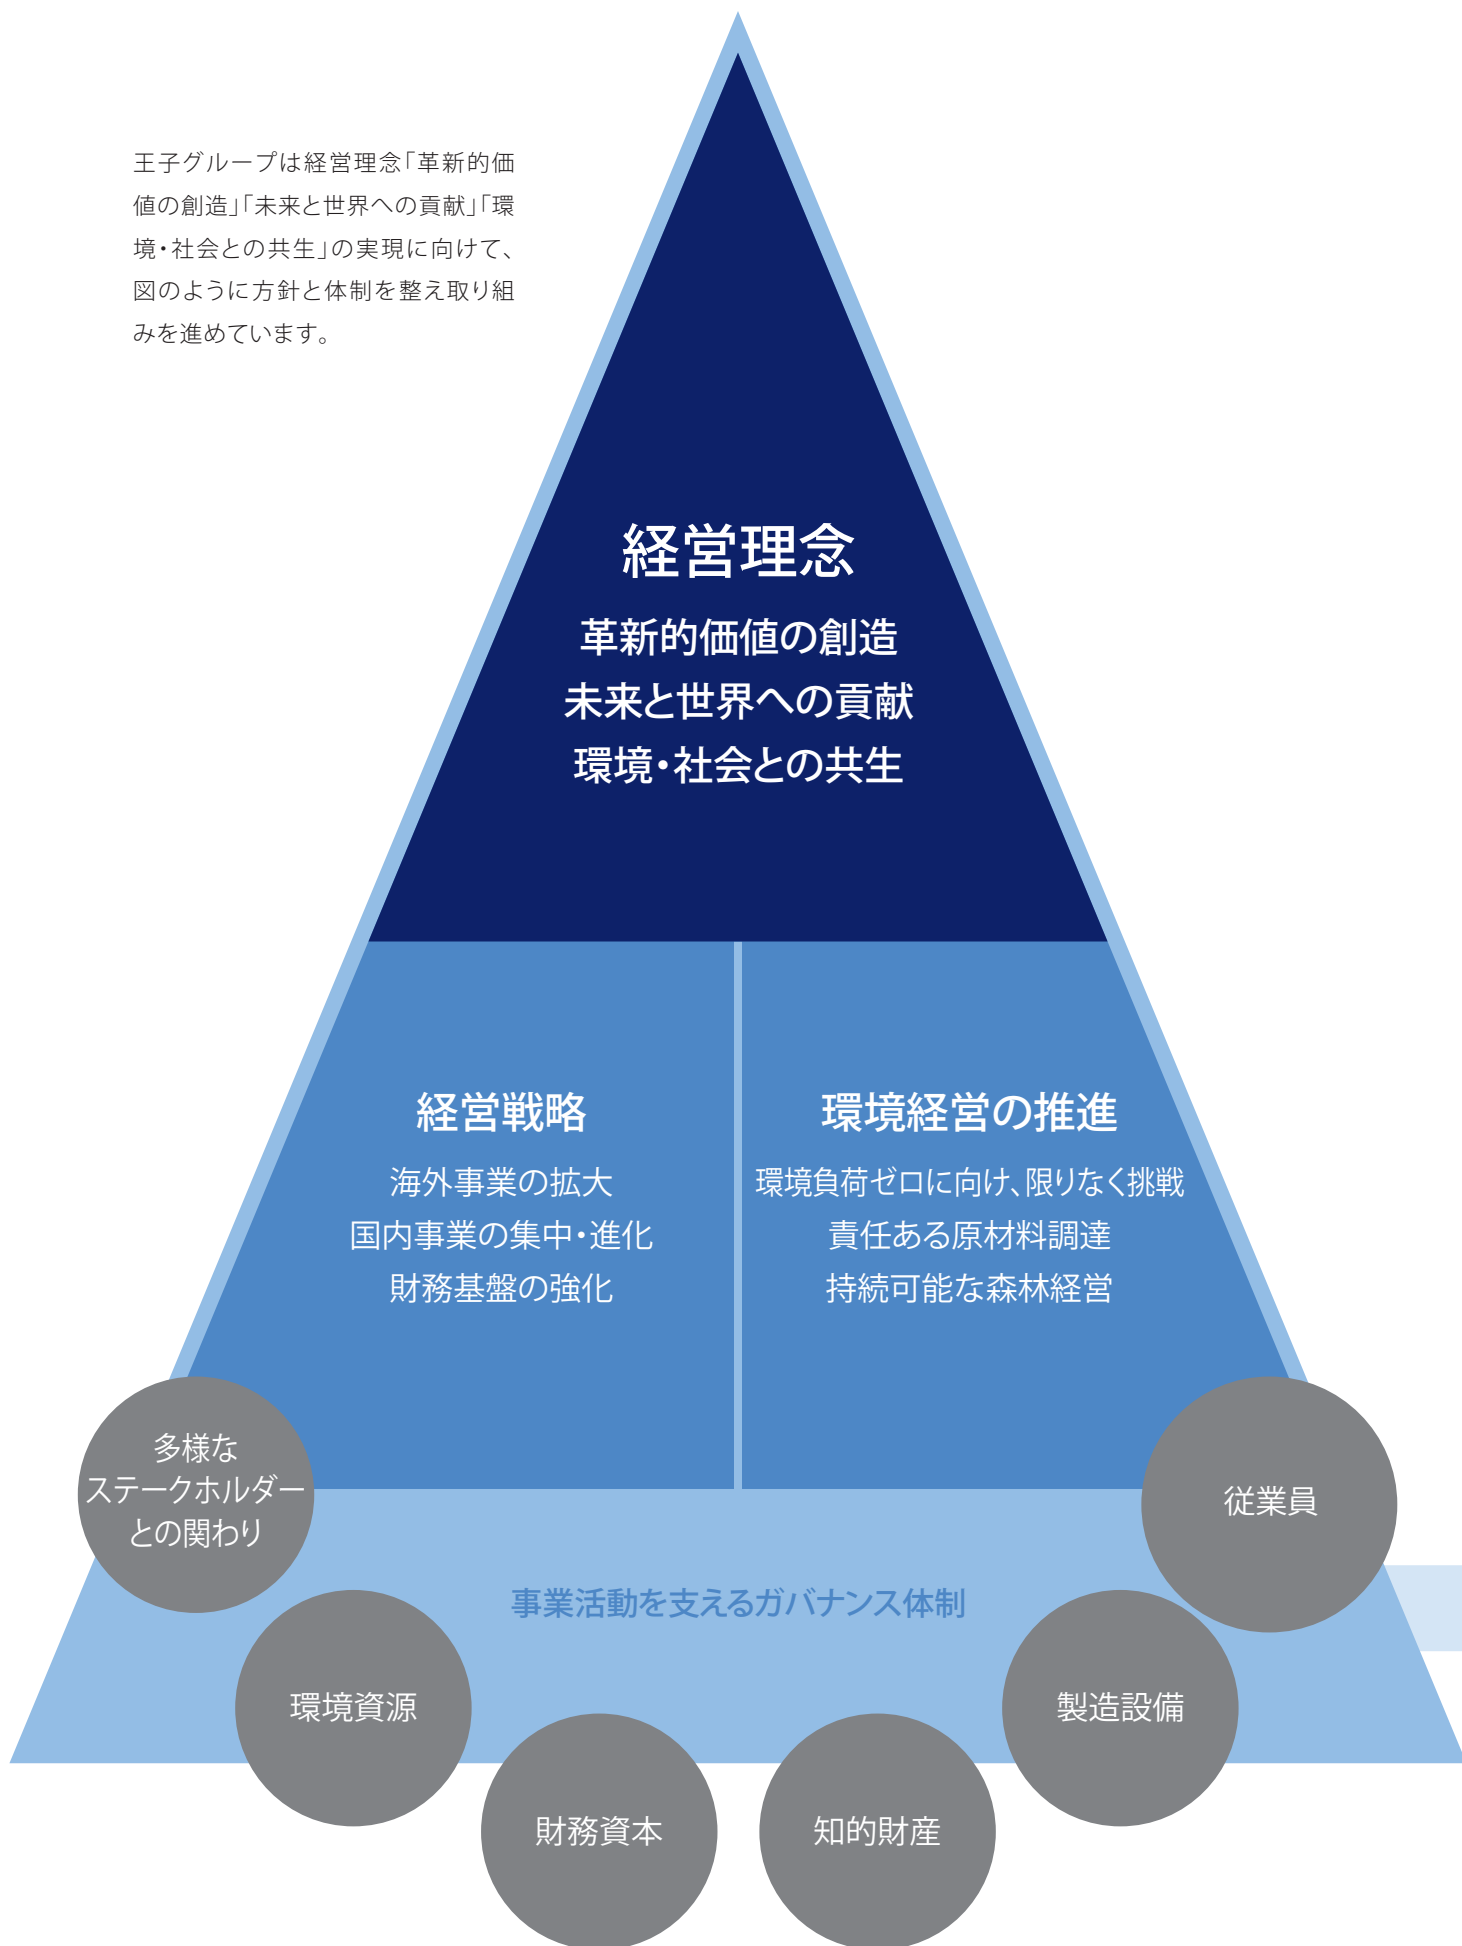 王子グループは経営理念「革新的価
値の創造」「未来と世界への貢献」「環
境・社会との共生」の実現に向けて、
図のように方針と体制を整え取り組
みを進めています。
経営理念
革新的価値の創造
未来と世界への貢献
環境・社会との共生
経営戦略
海外事業の拡大
国内事業の集中・進化
財務基盤の強化
環境経営の推進
環境負荷ゼロに向け、限りなく挑戦
責任ある原材料調達
持続可能な森林経営
事業活動を支えるガバナンス体制
多様な
ステークホルダー
との関わり
環境資源
財務資本
知的財産
製造設備
従業員